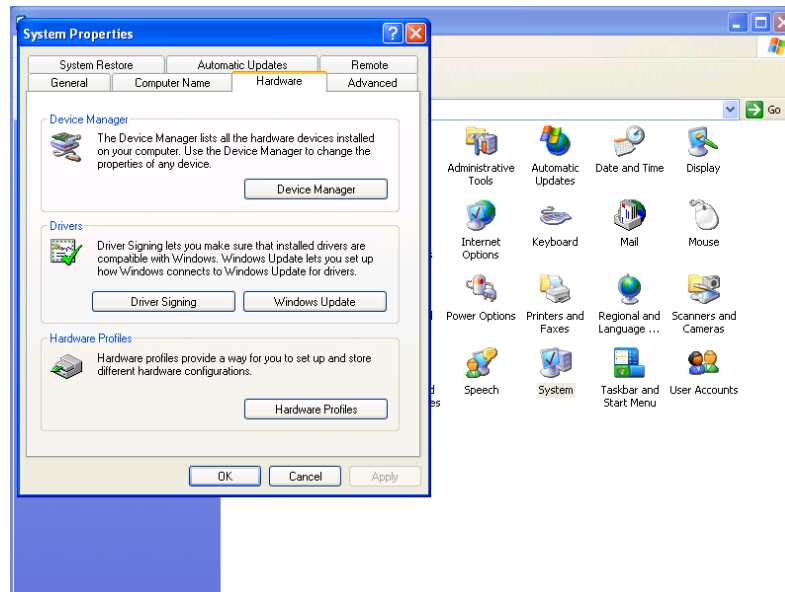 System Properties
System Restore
Automatic Updates
Remote
General
Computer Name
Hardware
Advanced
Device Manager
The Device Manager lists all the hardware devices installed
on your computer. Use the Device Manager to change the
properties of any device.
Device Manager
Drivers
Driver Signing lets you make sure that installed drivers are
compatible with Windows. Windows Update lets you set up
how Windows connects to Windows Update for drivers.
Driver Signing
Windows Update
Hardware Profiles
Hardware profiles provide a way for you to set up and store
different hardware configurations.
Hardware Profiles
OK
Cancel
Apply
Go
Administrative
Tools
Automatic
Updates
Date and Time
Display
Internet
Options
Keyboard
Mail
Mouse
Power Options
Printers and
Faxes
Regional and
Language ...
Scanners and
Cameras
Speech
System
Taskbar and
Start Menu
User Accounts